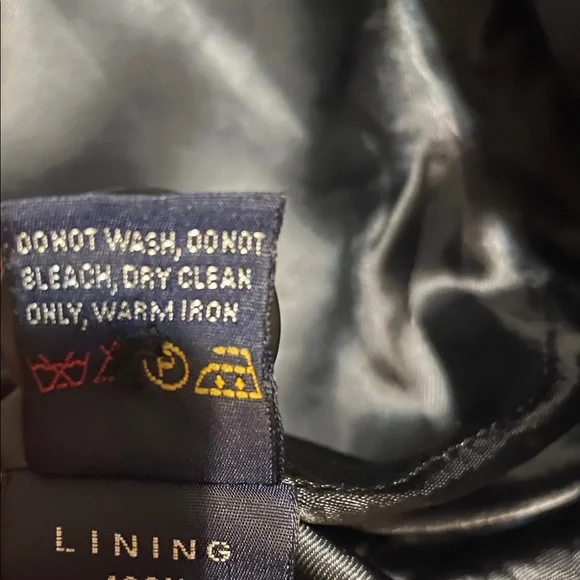 DO NOT WASH, DO NOT
BLEACH, DRY CLEAN
ONLY, WARM IRON
P
LINING